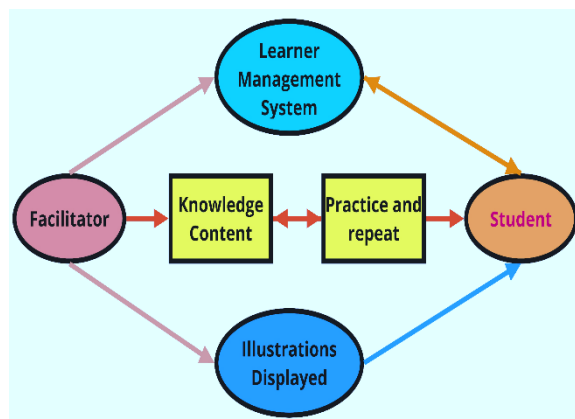 Learner
Management
System
Facilitator
Knowledge
Content
Practice and
repeat
Student
Illustrations
Displayed